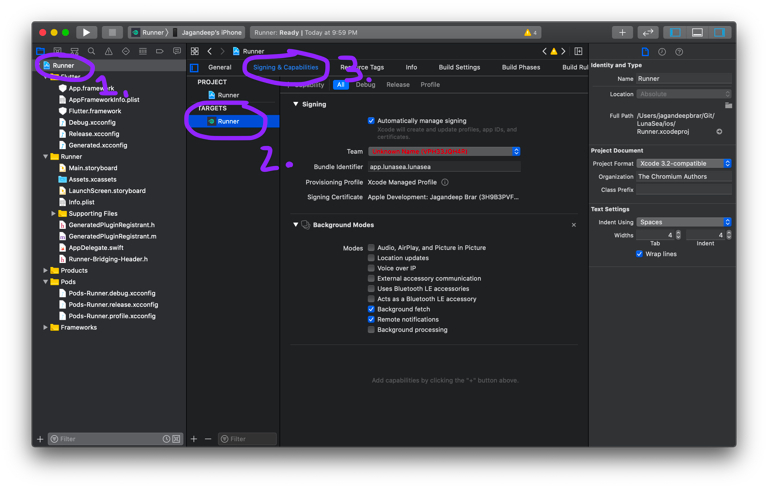 Runner
Jagandeep's iPhone
Runner: Ready | Today at 9:59 PM
4
Runner
Runner
Flutter
App.framework
AppFrameworkInfo.plist
Flutter.framework
Debug.xcconfig
Release.xcconfig
Generated.xcconfig
Runner
Main.storyboard
Assets.xcassets
LaunchScreen.storyboard
Info.plist
Supporting Files
GeneratedPluginRegistrant.h
GeneratedPluginRegistrant.m
AppDelegate.swift
Runner-Bridging-Header.h
Products
Pods
Pods-Runner.debug.xcconfig
Pods-Runner.release.xcconfig
Pods-Runner.profile.xcconfig
Frameworks
Filter
1.
2.
3.
General
Signing & Capabilities
Tags
Info
Build Settings
Build Phases
Build Rul
PROJECT
Runner
TARGETS
Runner
Filter
All
Debug
Release
Profile
Signing
Automatically manage signing
Xcode will create and update profiles, app IDs, and
certificates.
Team
Bundle Identifier
app.lunasea.lunasea
Provisioning Profile
Xcode Managed Profile
Signing Certificate
Apple Development: Jagandeep Brar (3H9B3PVF...
Background Modes
Modes
Audio, AirPlay, and Picture in Picture
Location updates
Voice over IP
External accessory communication
Uses Bluetooth LE accessories
Acts as a Bluetooth LE accessory
Background fetch
Remote notifications
Background processing
Add capabilities by clicking the "+" button above.
Identity and Type
Name
Runner
Location
Absolute
Full Path
/Users/jagandeepbrar/Git/
LunaSea/ios/
Runner.xcodeproj
Project Document
Project Format
Xcode 3.2-compatible
Organization
The Chromium Authors
Class Prefix
Text Settings
Indent Using
Spaces
Widths
4
4
Tab
Indent
Wrap lines